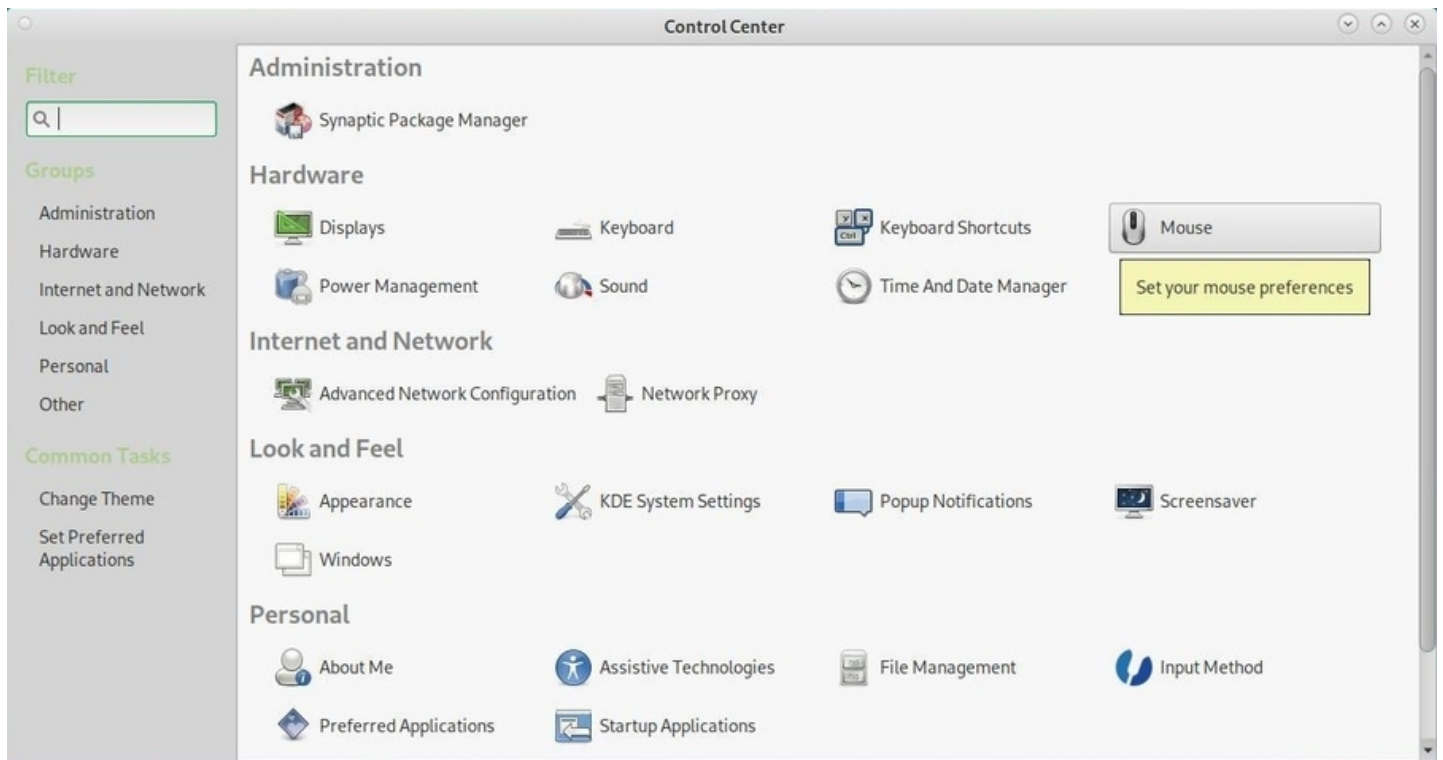 Control Center
Filter
Groups
Administration
Hardware
Internet and Network
Look and Feel
Personal
Other
Common Tasks
Change Theme
Set Preferred
Applications
Administration
Synaptic Package Manager
Hardware
Displays
Keyboard
Keyboard Shortcuts
Mouse
Power Management
Sound
Time And Date Manager
Set your mouse preferences
Internet and Network
Advanced Network Configuration
Network Proxy
Look and Feel
Appearance
KDE System Settings
Popup Notifications
Screensaver
Windows
Personal
About Me
Assistive Technologies
File Management
Input Method
Preferred Applications
Startup Applications